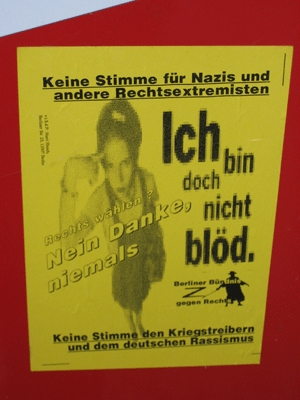 Keine Stimme für Nazis und
andere Rechtsextremisten
Ich
bin
doch
nicht
blöd.
Rechts wählen ?
Nein Danke,
niemals
Berliner Bündnis
gegen Rechts
Keine Stimme den Kriegstreibern
und dem deutschen Rassismus